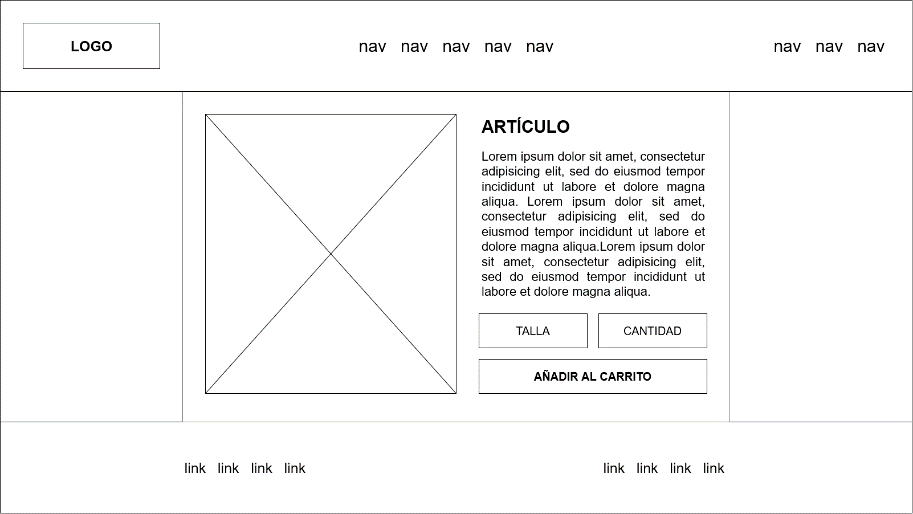 LOGO
nav nav nav nav nav
nav nav nav
ARTÍCULO
Lorem ipsum dolor sit amet, consectetur
adipisicing elit, sed do eiusmod tempor
incididunt ut labore et dolore magna
aliqua. Lorem ipsum dolor sit amet,
consectetur adipisicing elit, sed do
eiusmod tempor incididunt ut labore et
dolore magna aliqua.Lorem ipsum dolor
sit amet, consectetur adipisicing elit,
sed do eiusmod tempor incididunt ut
labore et dolore magna aliqua.
TALLA
CANTIDAD
AÑADIR AL CARRITO
link link link link
link link link link